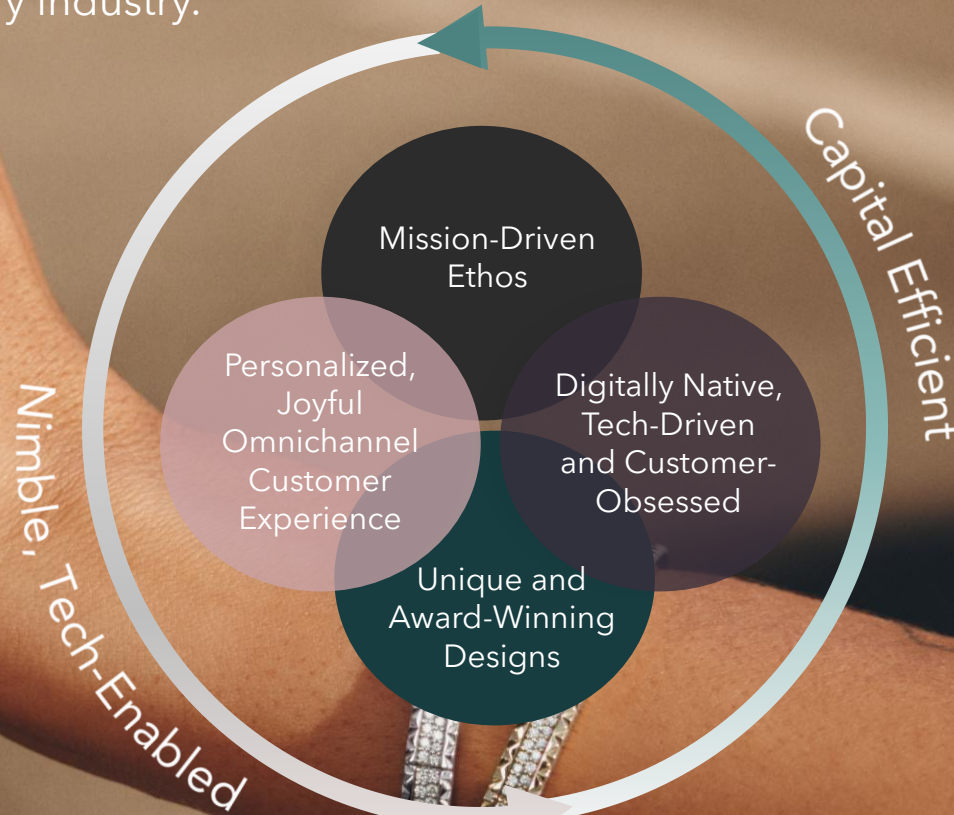 y industry.
Capital Efficient
Mission-Driven
Ethos
Personalized,
Joyful
Omnichannel
Customer
Experience
Digitally Native,
Tech-Driven
and Customer-
Obsessed
Unique and
Award-Winning
Designs
Nimble, Tech-Enabled